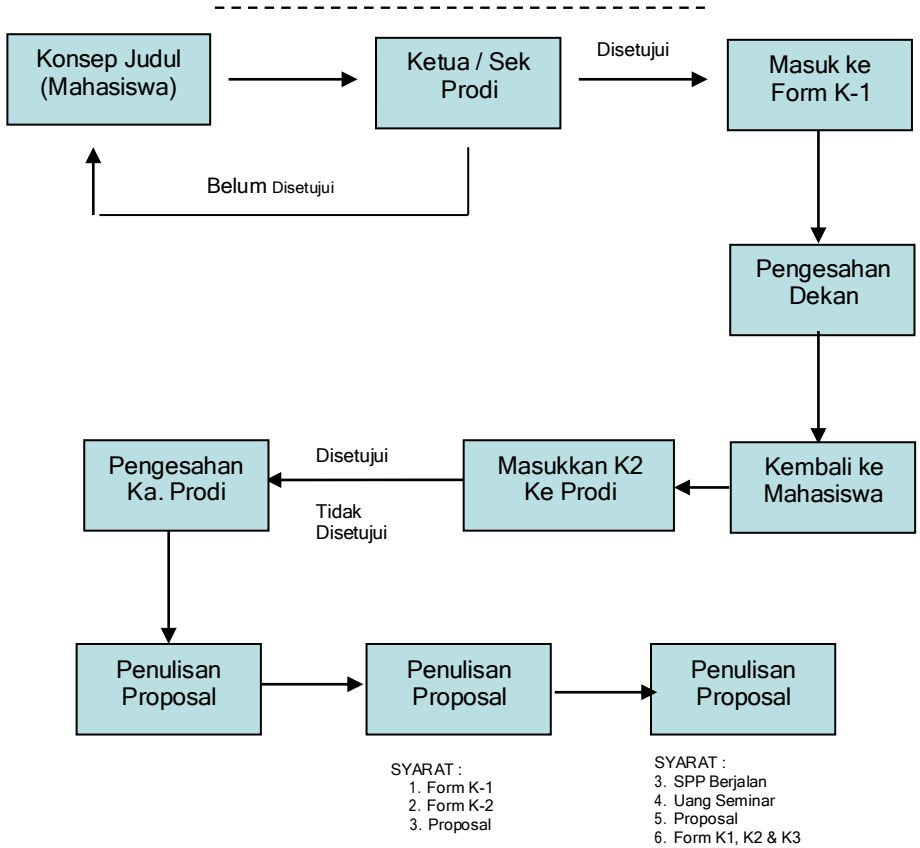 Konsep Judul
(Mahasiswa)
Ketua / Sek
Prodi
Disetujui
Masuk ke
Form K-1
Belum Disetujui
Pengesahan
Dekan
Pengesahan
Ka. Prodi
Disetujui
Tidak
Disetujui
Masukkan K2
Ke Prodi
Kembali ke
Mahasiswa
Penulisan
Proposal
Penulisan
Proposal
Penulisan
Proposal
SYARAT :
1. Form K-1
2. Form K-2
3. Proposal
SYARAT :
3. SPP Berjalan
4. Uang Seminar
5. Proposal
6. Form K1, K2 & K3